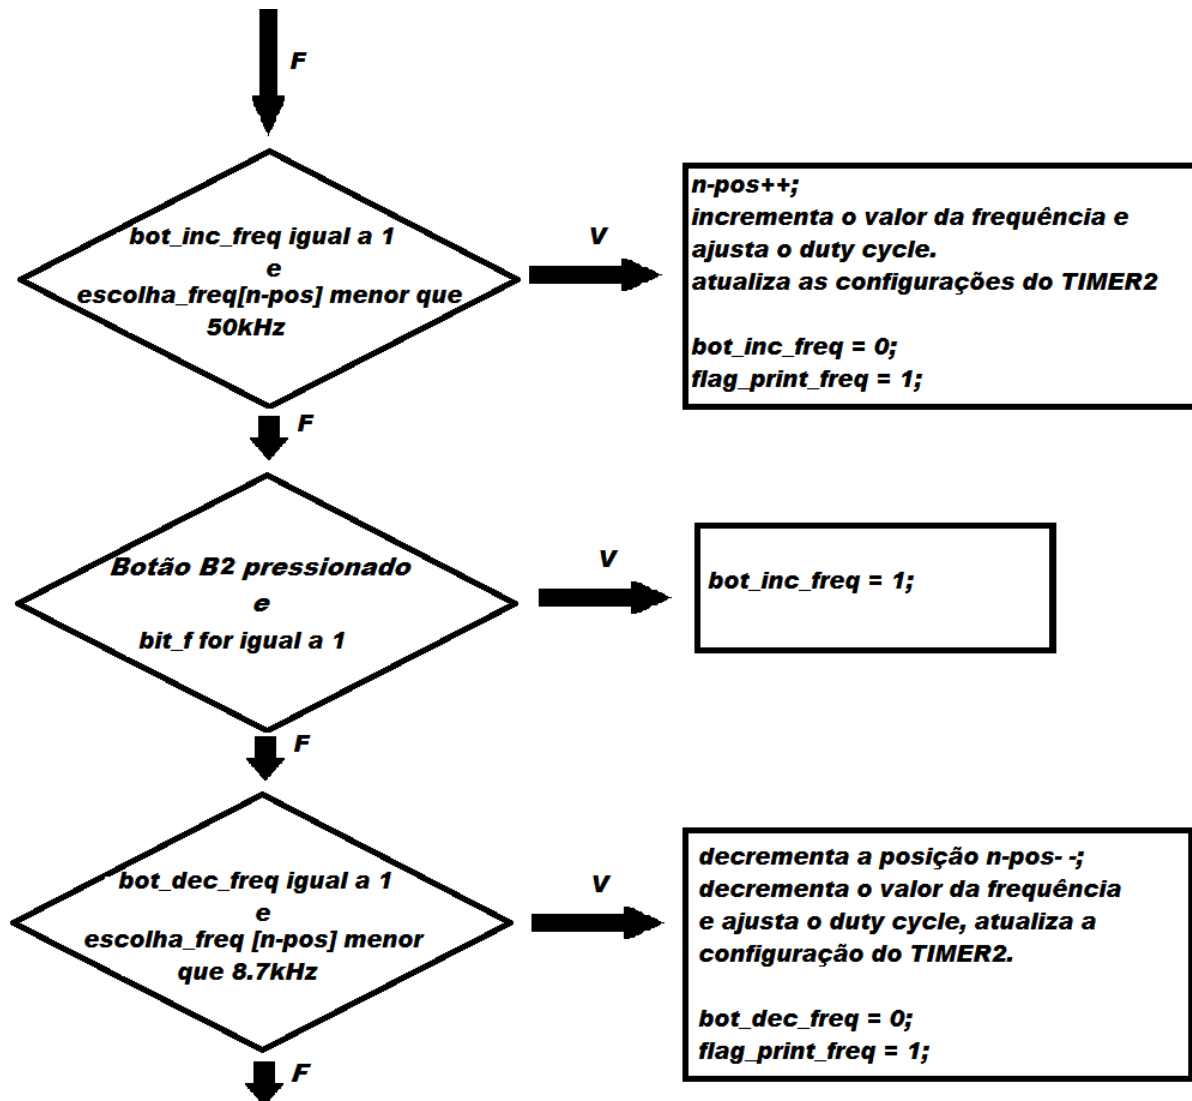 F
bot_inc_freq igual a 1
e
escolha_freq[n-pos] menor que
50kHz
V
n-pos++;
incrementa o valor da frequência e
ajusta o duty cycle.
atualiza as configurações do TIMER2
bot_inc_freq = 0;
flag_print_freq = 1;
F
Botão B2 pressionado
e
bit_f for igual a 1
V
bot_inc_freq = 1;
F
bot_dec_freq igual a 1
e
escolha_freq [n-pos] menor
que 8.7kHz
V
decrementa a posição n-pos- -;
decrementa o valor da frequência
e ajusta o duty cycle, atualiza a
configuração do TIMER2.
bot_dec_freq = 0;
flag_print_freq = 1;
F